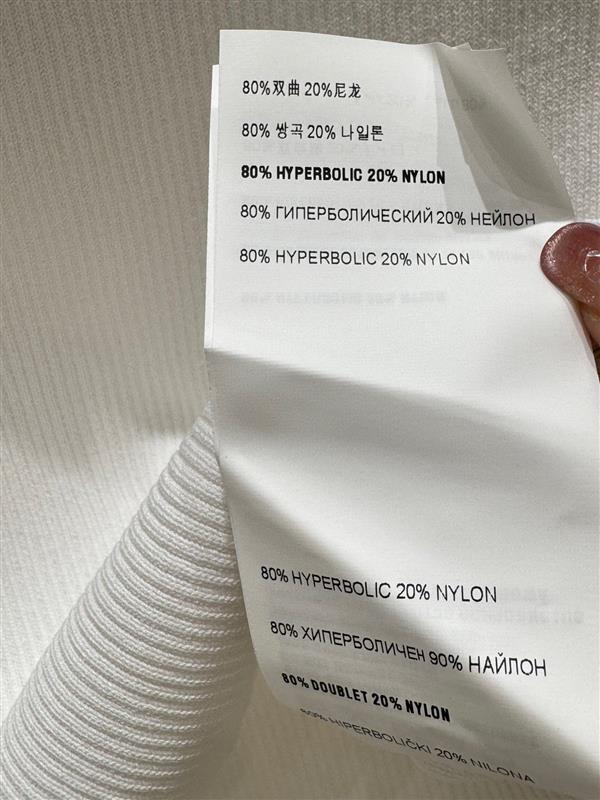 80%双曲 20%尼龙
80% 쌍곡 20% 나일론
80% HYPERBOLIC 20% NYLON
80% ГИПЕРБОЛИЧЕСКИЙ 20% НЕЙЛОН
80% HYPERBOLIC 20% NYLON
80% HYPERBOLIC 20% NYLON
80% ХИПЕРБОЛИЧЕН 90% НАЙЛОН
80% DOUBLET 20% NYLON
80% HIPERBOLIČKI 20% NILONA